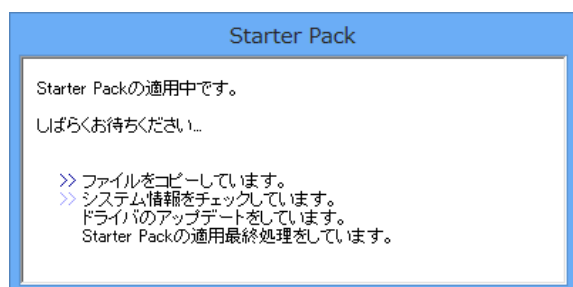 Starter Pack
Starter Packの適用中です。
しばらくお待ちください...
>> ファイルをコピーしています。
>> システム情報をチェックしています。
ドライバのアップデートをしています。
Starter Packの適用最終処理をしています。